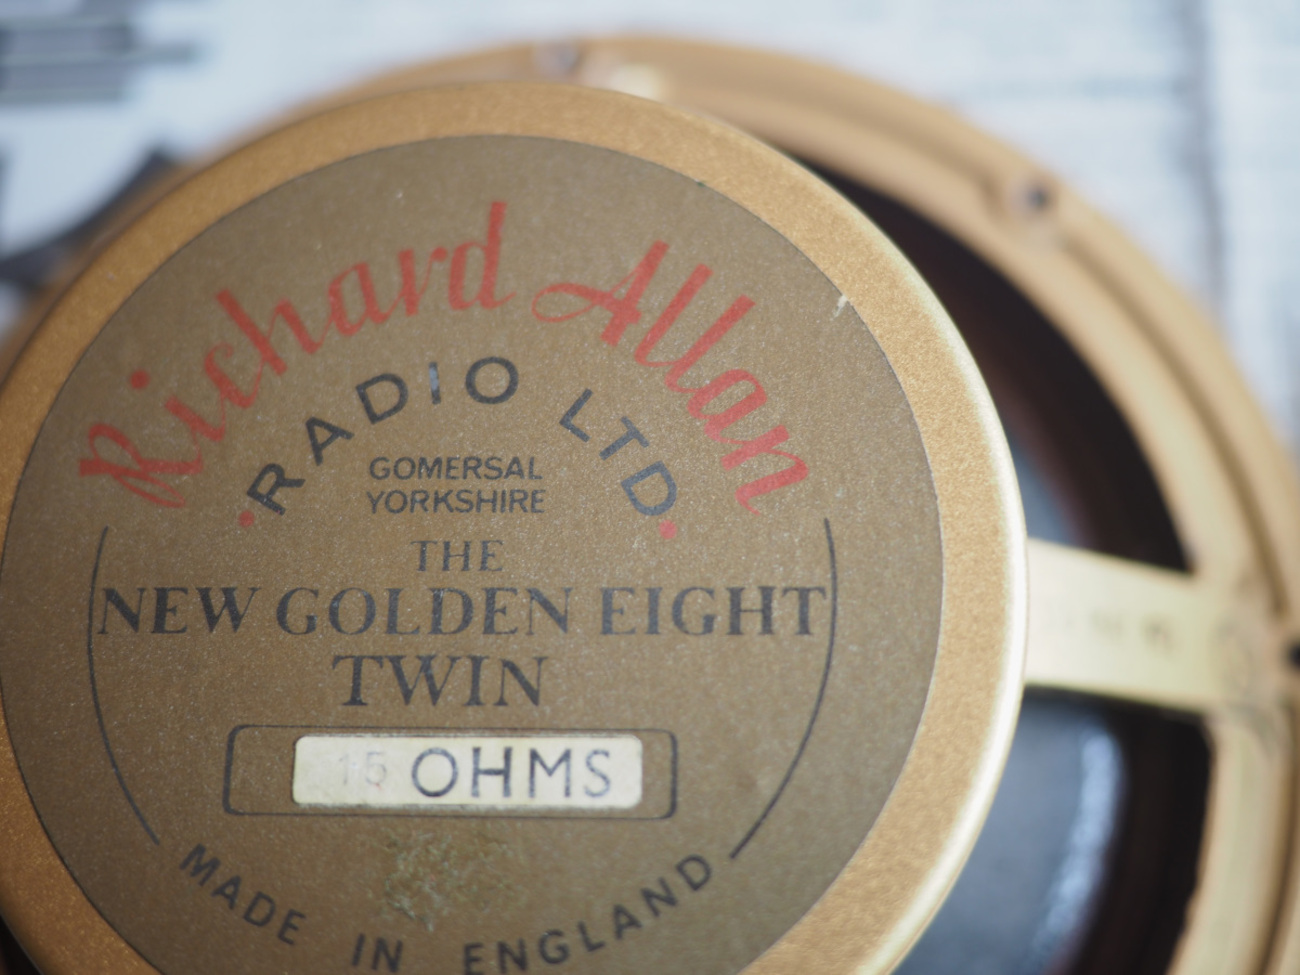 Richard Allan
RADIO LTD
GOMERSAL
YORKSHIRE
THE
NEW GOLDEN EIGHT
TWIN
15 OHMS
MADE IN ENGLAND